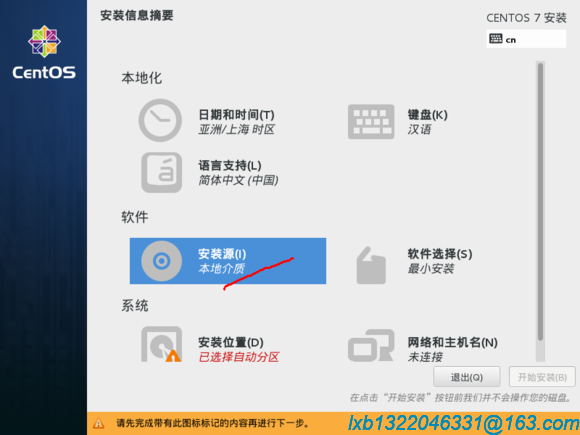 安装信息摘要
CENTOS 7 安装
cn
CentOS
本地化
日期和时间(T)
亚洲/上海 时区
键盘(K)
汉语
语言支持(L)
简体中文 (中国)
软件
安装源(I)
本地介质
软件选择(S)
最小安装
系统
安装位置(D)
已选择自动分区
网络和主机名(N)
未连接
退出(Q)
开始安装(B)
在点击“开始安装”按钮前我们并不会操作您的磁盘。
请先完成带有此图标标记的内容再进行下一步。
lxb1322046331@163.com